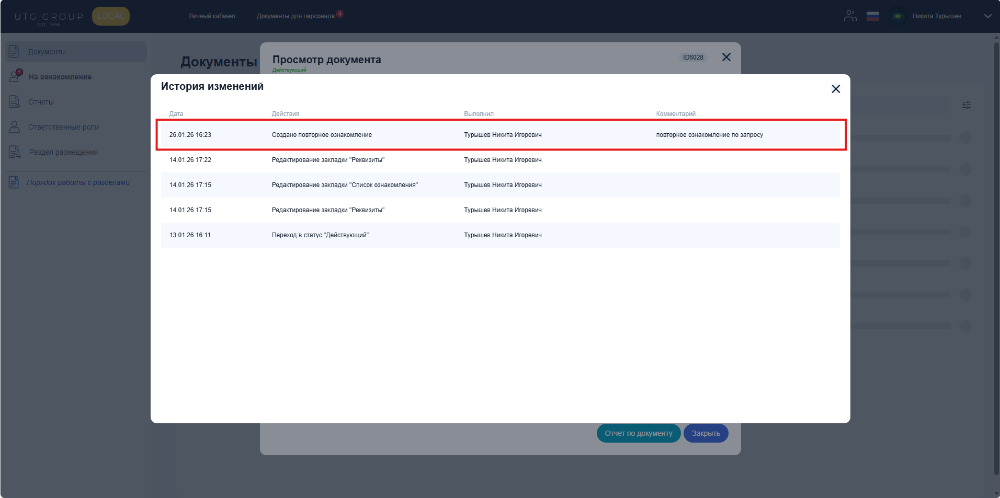 UTG GROUP
EST. 1998
LOCAL
Личный кабинет
Документы для персонала
4
Никита Турышев
Документы
4
На ознакомление
Отчеты
Ответственные роли
Раздел размещения
Порядок работы с разделами
Документы
Просмотр документа
ID6028
Действующий
История изменений
Дата Действия Выполнил Комментарий
26.01.26 16:23 Создано повторное ознакомление Турышев Никита Игоревич повторное ознакомление по запросу
14.01.26 17:22 Редактирование закладки "Реквизиты" Турышев Никита Игоревич
14.01.26 17:15 Редактирование закладки "Список ознакомления" Турышев Никита Игоревич
14.01.26 17:15 Редактирование закладки "Реквизиты" Турышев Никита Игоревич
13.01.26 16:11 Переход в статус "Действующий" Турышев Никита Игоревич
Отчет по документу
Закрыть